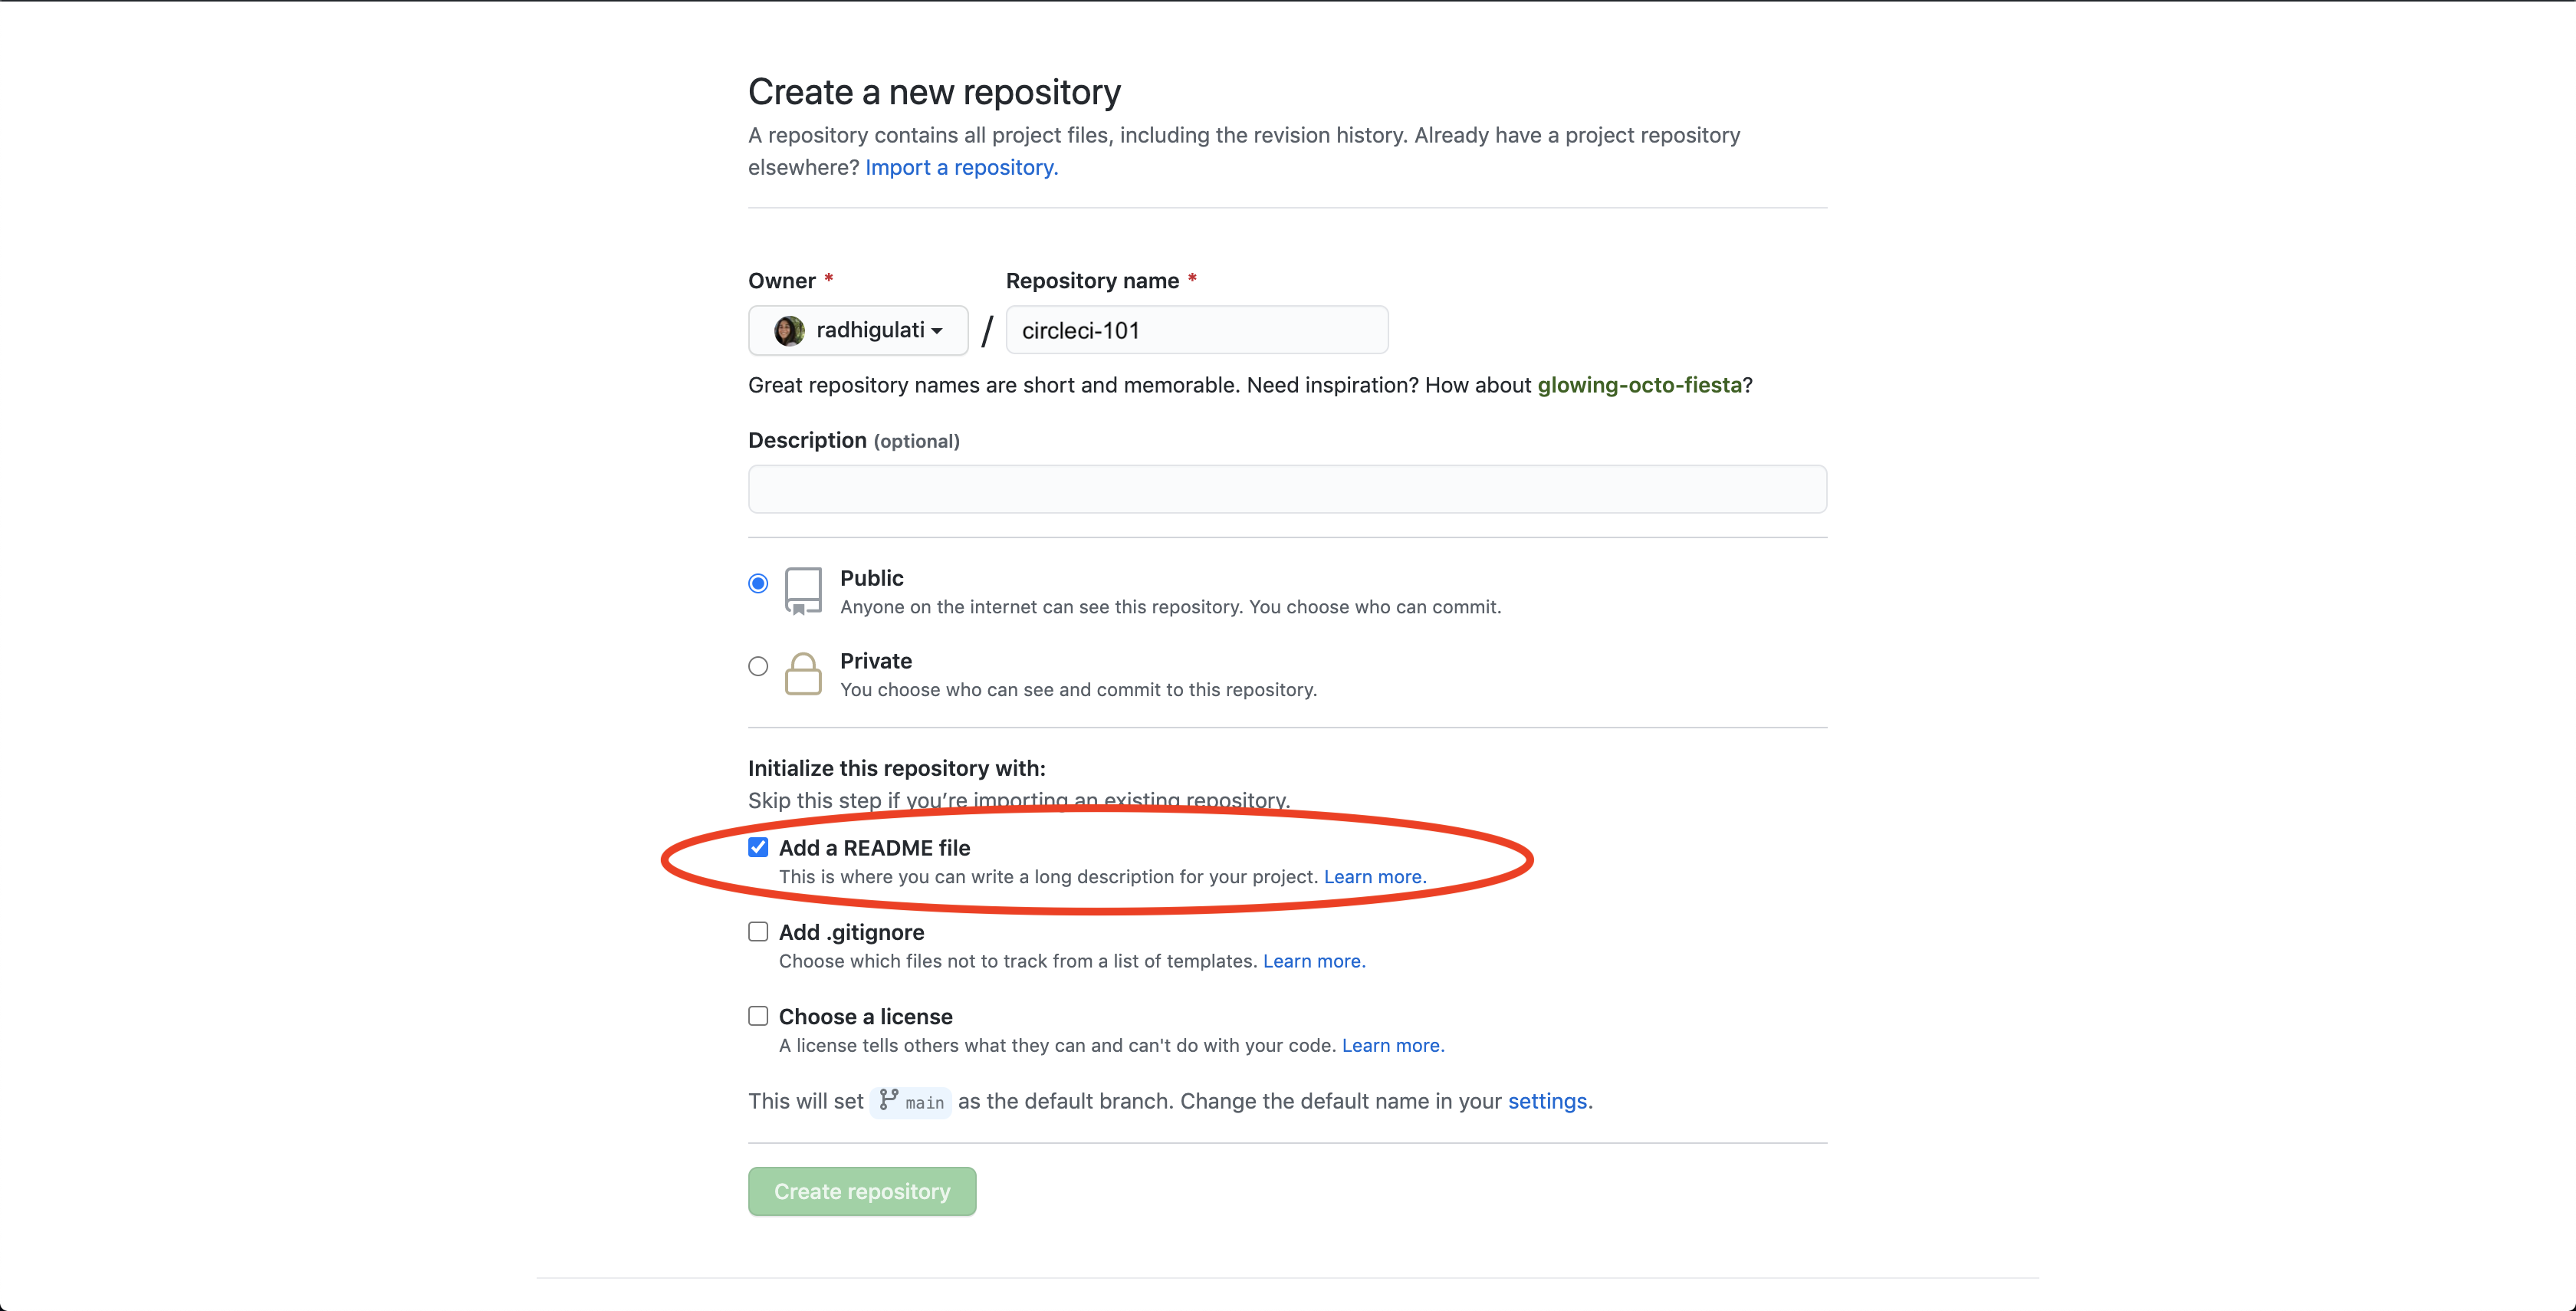 Create a new repository
A repository contains all project files, including the revision history. Already have a project repository
elsewhere? Import a repository.
Owner *
Repository name *
radhigulati / circleci-101
Great repository names are short and memorable. Need inspiration? How about glowing-octo-fiesta?
Description (optional)
Public
Anyone on the internet can see this repository. You choose who can commit.
Private
You choose who can see and commit to this repository.
Initialize this repository with:
Skip this step if you’re importing an existing repository.
Add a README file
This is where you can write a long description for your project. Learn more.
Add .gitignore
Choose which files not to track from a list of templates. Learn more.
Choose a license
A license tells others what they can and can't do with your code. Learn more.
This will set main as the default branch. Change the default name in your settings.
Create repository